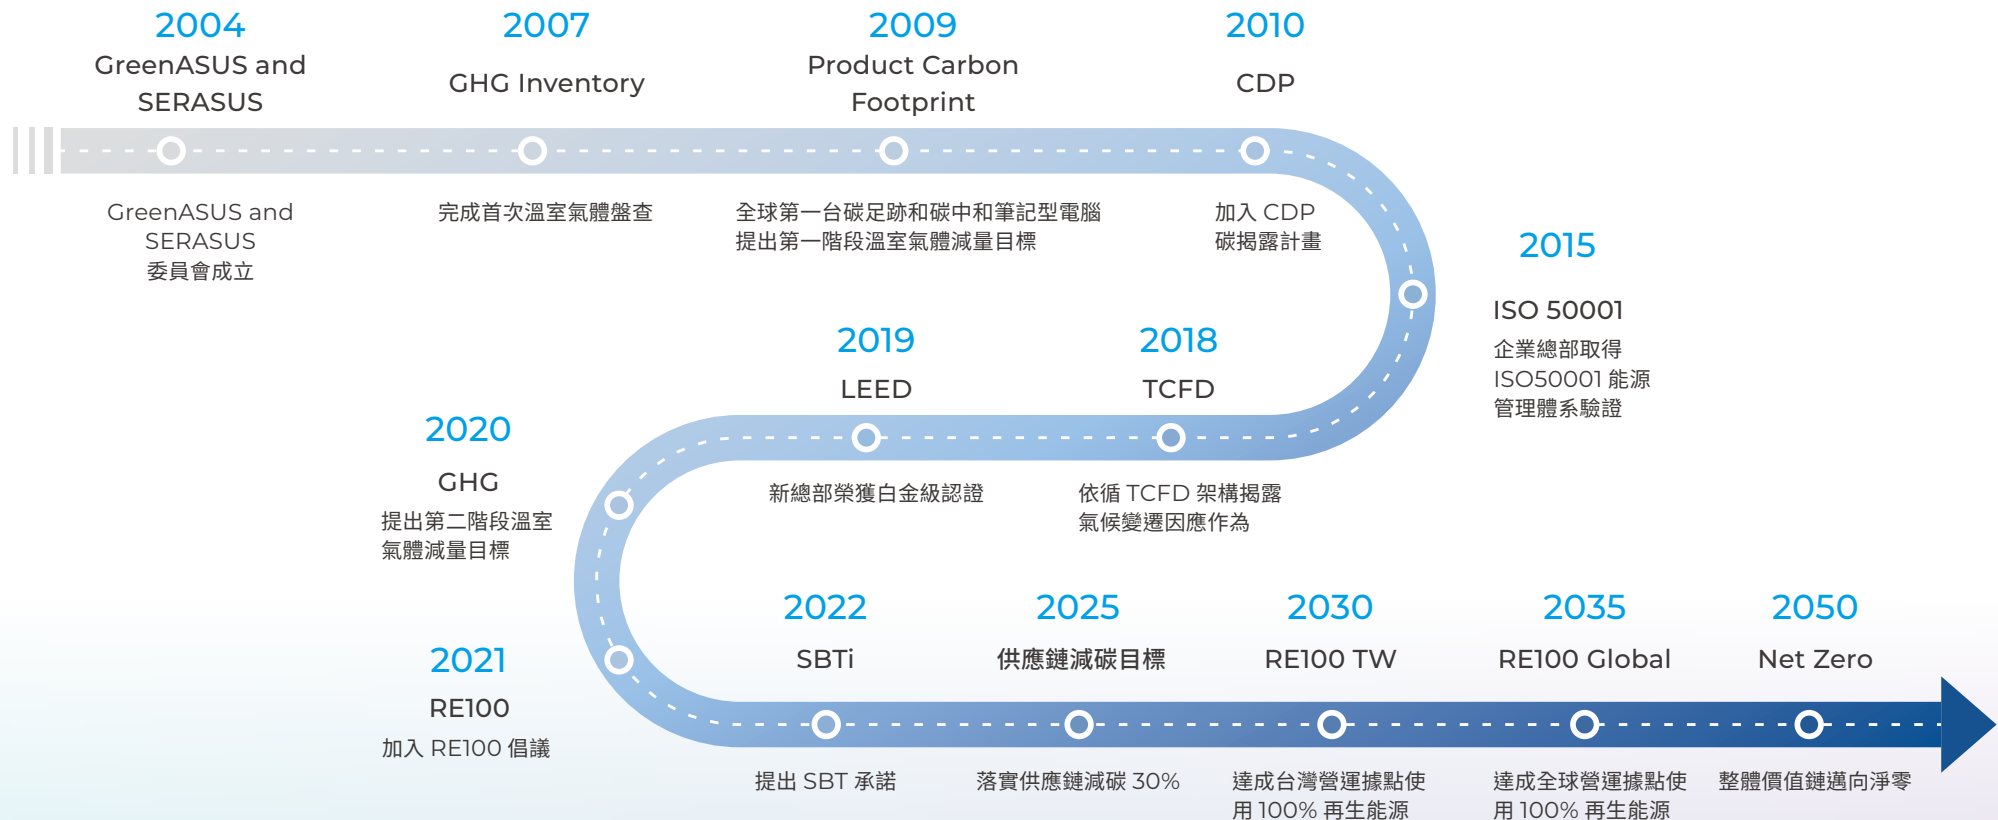 2004
GreenASUS and
SERASUS
GreenASUS and
SERASUS
委員會成立
2007
GHG Inventory
完成首次溫室氣體盤查
2009
Product Carbon
Footprint
全球第一台碳足跡和碳中和筆記型電腦
提出第一階段溫室氣體減量目標
2010
CDP
加入 CDP
碳揭露計畫
2015
ISO 50001
企業總部取得
ISO50001 能源
管理體系驗證
2018
TCFD
依循 TCFD 架構揭露
氣候變遷因應作為
2019
LEED
新總部榮獲白金級認證
2020
GHG
提出第二階段溫室
氣體減量目標
2021
RE100
加入 RE100 倡議
2022
SBTi
提出 SBT 承諾
2025
供應鏈減碳目標
落實供應鏈減碳 30%
2030
RE100 TW
達成台灣營運據點使
用 100% 再生能源
2035
RE100 Global
達成全球營運據點使
用 100% 再生能源
2050
Net Zero
整體價值鏈邁向淨零